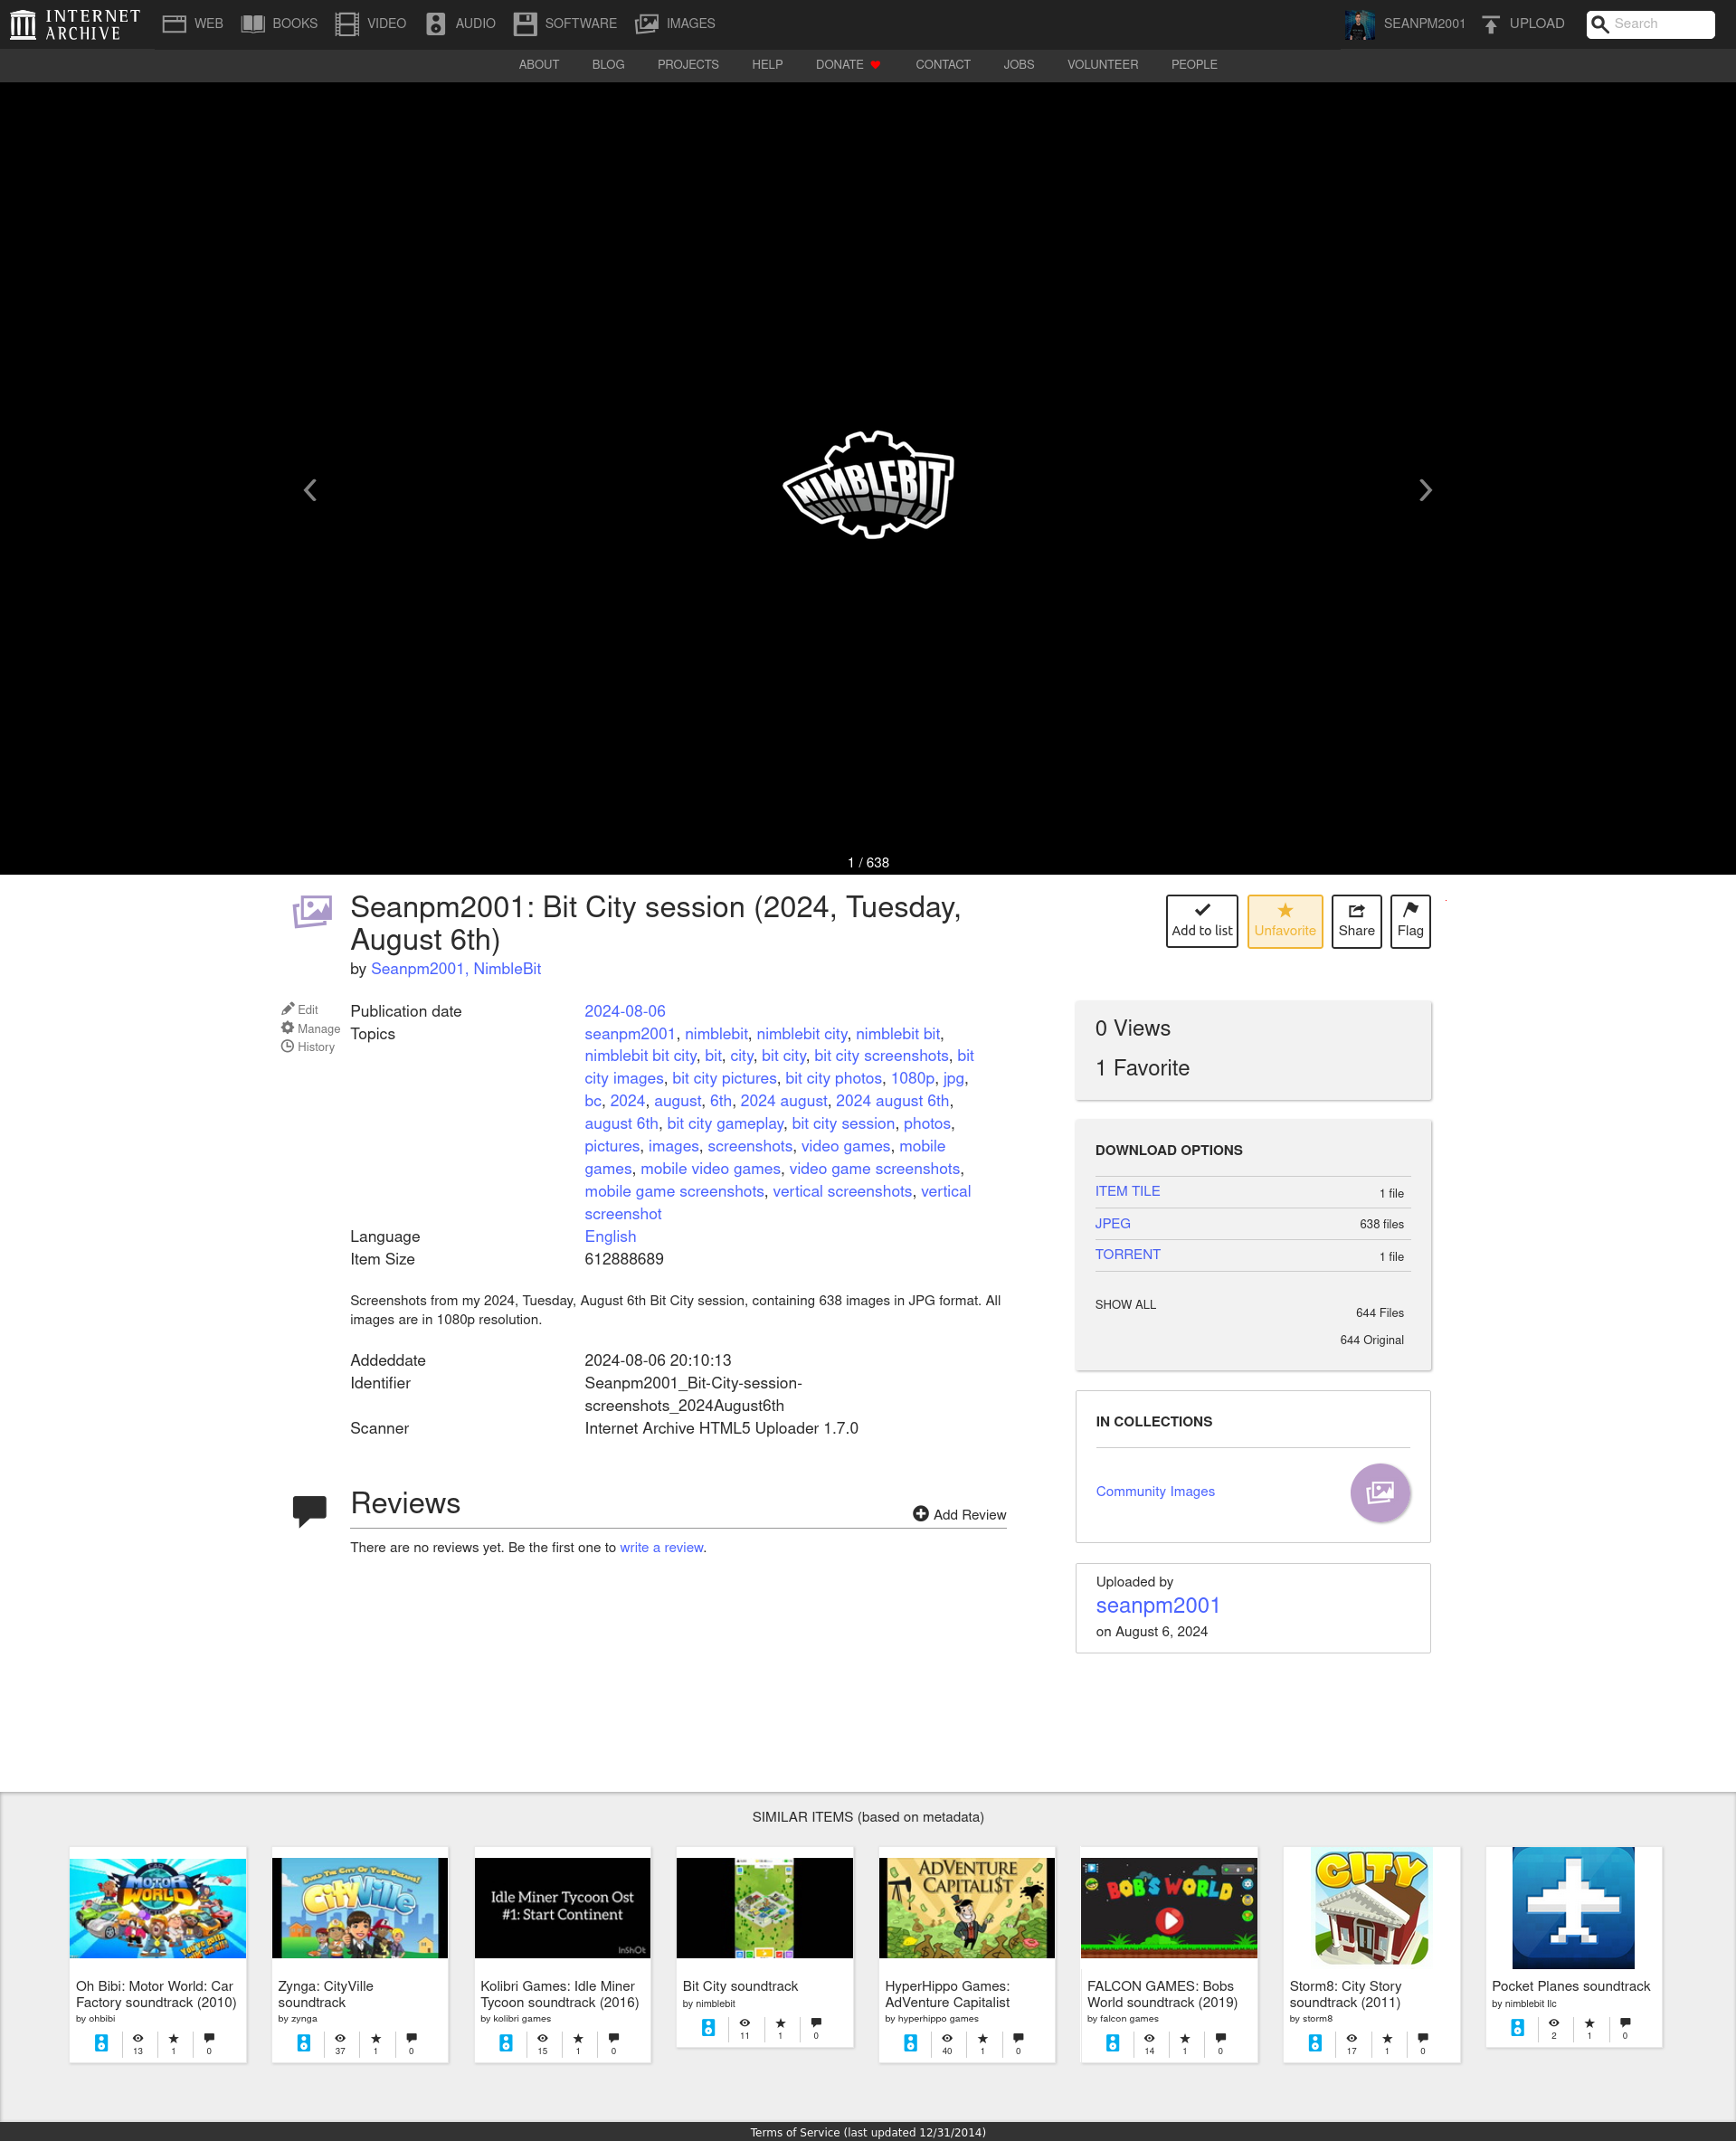 INTERNET ARCHIVE
WEB BOOKS VIDEO AUDIO SOFTWARE IMAGES
SEANPM2001 UPLOAD Search
ABOUT BLOG PROJECTS HELP DONATE CONTACT JOBS VOLUNTEER PEOPLE
NIMBLEBIT
1 / 638
Seanpm2001: Bit City session (2024, Tuesday,
August 6th)
by Seanpm2001, NimbleBit
Add to list Unfavorite Share Flag
Edit
Manage
History
Publication date 2024-08-06
Topics seanpm2001, nimblebit, nimblebit city, nimblebit bit,
nimblebit bit city, bit, city, bit city, bit city screenshots, bit
city images, bit city pictures, bit city photos, 1080p, jpg,
bc, 2024, august, 6th, 2024 august, 2024 august 6th,
august 6th, bit city gameplay, bit city session, photos,
pictures, images, screenshots, video games, mobile
games, mobile video games, video game screenshots,
mobile game screenshots, vertical screenshots, vertical
screenshot
Language English
Item Size 612888689
Screenshots from my 2024, Tuesday, August 6th Bit City session, containing 638 images in JPG format. All
images are in 1080p resolution.
Addeddate 2024-08-06 20:10:13
Identifier Seanpm2001_Bit-City-session-
screenshots_2024August6th
Scanner Internet Archive HTML5 Uploader 1.7.0
Reviews
Add Review
There are no reviews yet. Be the first one to write a review.
0 Views
1 Favorite
DOWNLOAD OPTIONS
ITEM TILE 1 file
JPEG 638 files
TORRENT 1 file
SHOW ALL 644 Files
644 Original
IN COLLECTIONS
Community Images
Uploaded by
seanpm2001
on August 6, 2024
SIMILAR ITEMS (based on metadata)
MOTOR WORLD
Oh Bibi: Motor World: Car
Factory soundtrack (2010)
by ohbibi
13 1 0
BUILD THE CITY OF YOUR DREAMS!
CityVille
Zynga: CityVille
soundtrack
by zynga
37 1 0
Idle Miner Tycoon Ost
#1: Start Continent
InShOt
Kolibri Games: Idle Miner
Tycoon soundtrack (2016)
by kolibri games
15 1 0
Bit City soundtrack
by nimblebit
11 1 0
ADVENTURE
CAPITALI$T
HyperHippo Games:
AdVenture Capitalist
by hyperhippo games
40 1 0
BOB'S WORLD
FALCON GAMES: Bobs
World soundtrack (2019)
by falcon games
14 1 0
CITY
Storm8: City Story
soundtrack (2011)
by storm8
17 1 0
Pocket Planes soundtrack
by nimblebit llc
2 1 0
Terms of Service (last updated 12/31/2014)